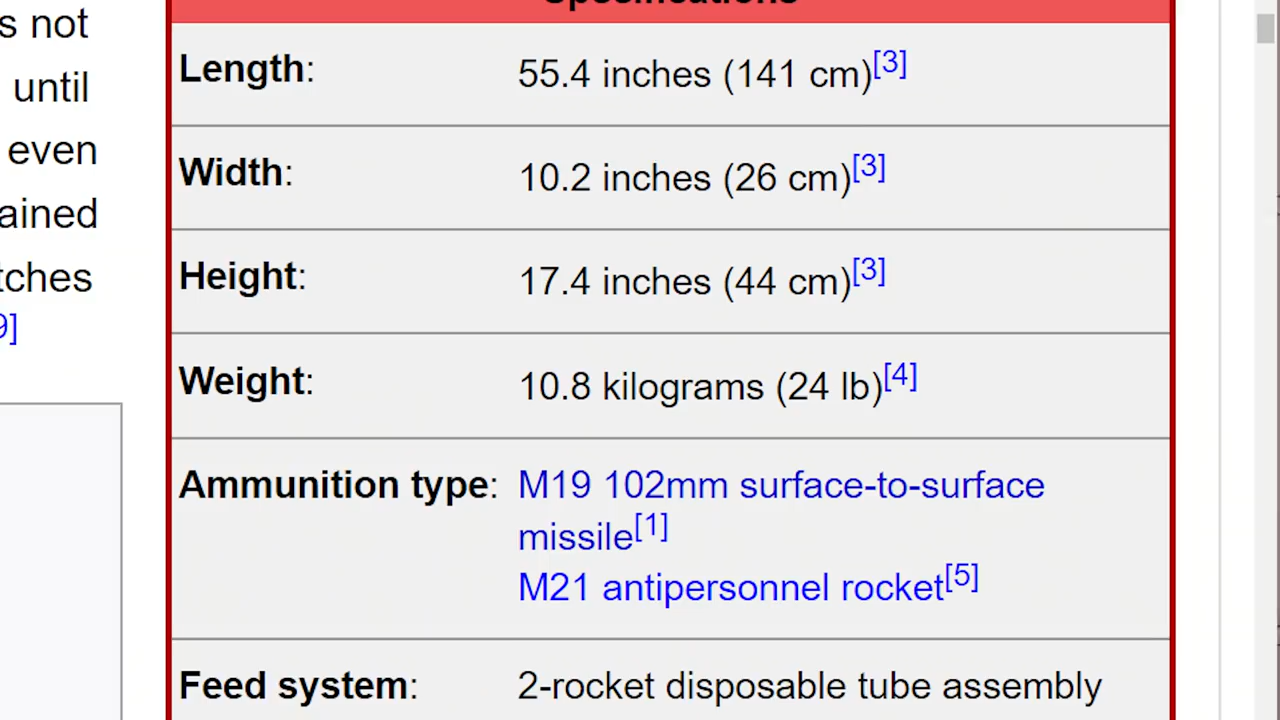 s not
until
even
ained
tches
9]
Specifications
Length: 55.4 inches (141 cm)[3]
Width: 10.2 inches (26 cm)[3]
Height: 17.4 inches (44 cm)[3]
Weight: 10.8 kilograms (24 lb)[4]
Ammunition type: M19 102mm surface-to-surface
missile[1]
M21 antipersonnel rocket[5]
Feed system: 2-rocket disposable tube assembly